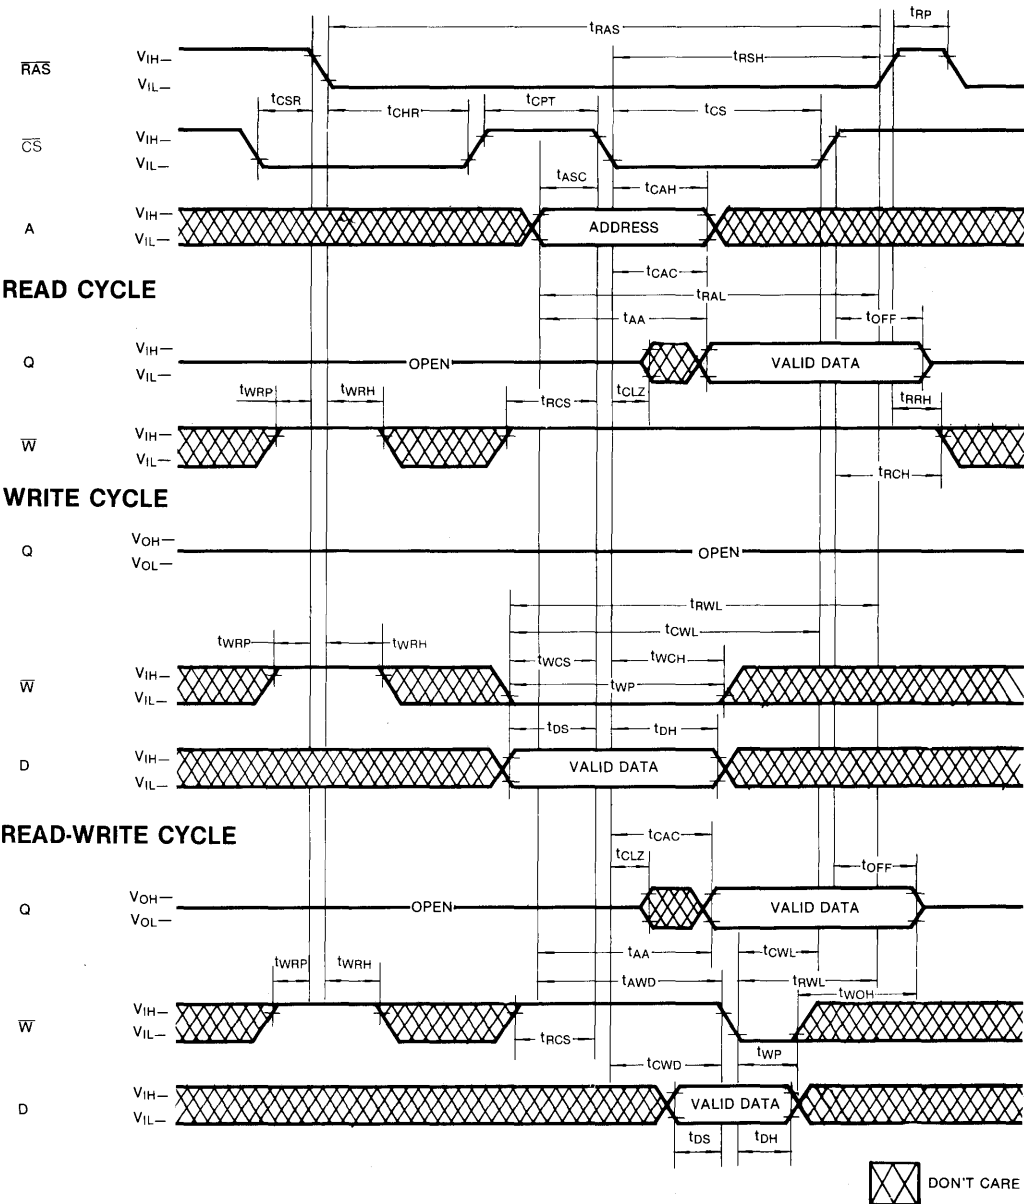 tRP
tRAS
RAS
VIH
VIL
tRSH
tCSR
tCHR
tCPT
tCS
CS
VIH
VIL
tASC
tCAH
A
VIH
VIL
ADDRESS
tCAC
READ CYCLE
tRAL
tAA
tOFF
Q
VIH
VIL
OPEN
VALID DATA
tWRP
tWRH
tRCS
tCLZ
tRRH
W
VIH
VIL
tRCH
WRITE CYCLE
Q
VOH
VOL
OPEN
tRWL
tCWL
tWRP
tWRH
tWCS
tWCH
W
VIH
VIL
tWP
tDS
tDH
D
VIH
VIL
VALID DATA
READ-WRITE CYCLE
tCAC
tCLZ
tOFF
Q
VOH
VOL
OPEN
VALID DATA
tAA
tCWL
tWRP
tWRH
tAWD
tRWL
tWOH
W
VIH
VIL
tRCS
tWP
tCWD
D
VIH
VIL
VALID DATA
tDS
tDH
DON'T CARE